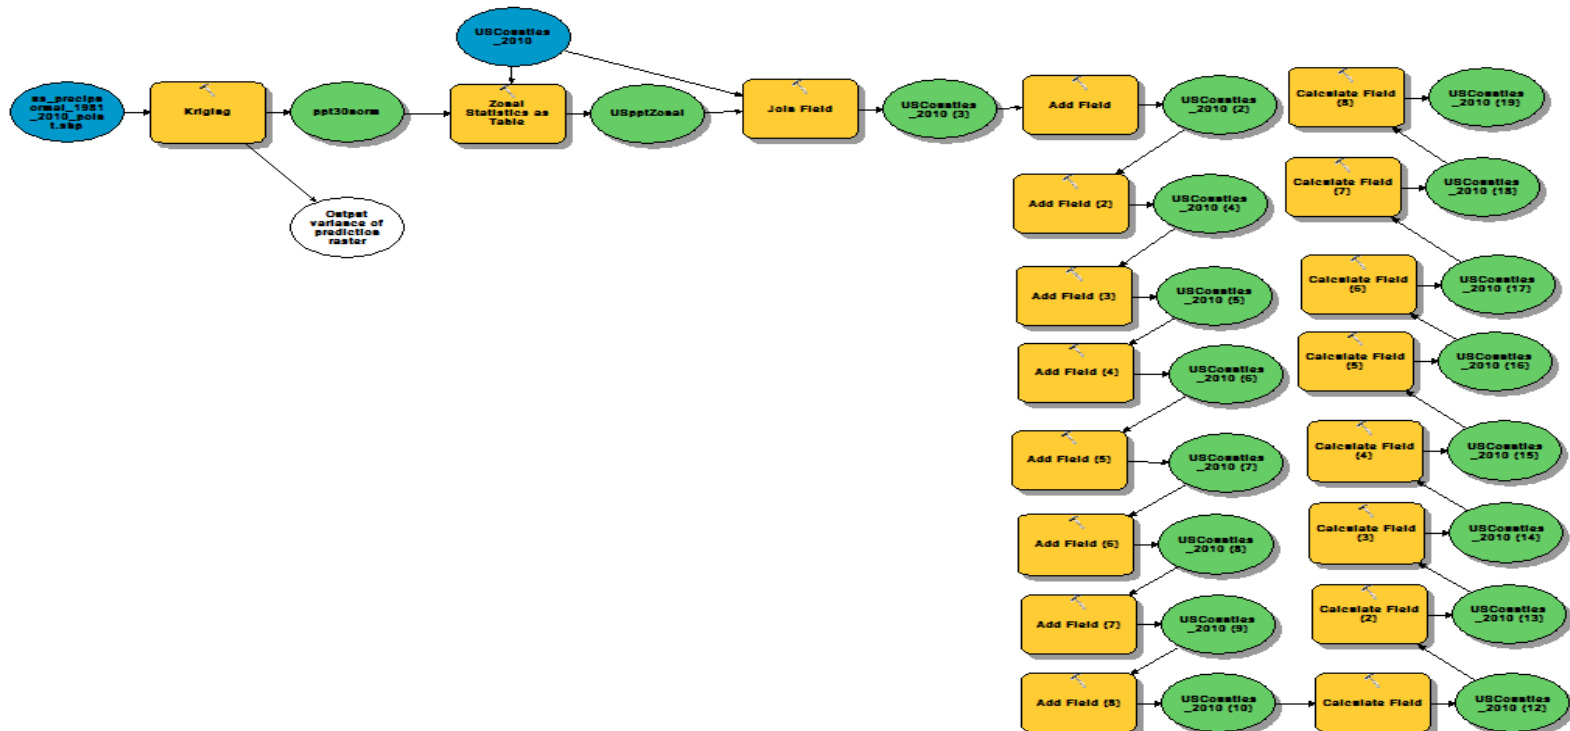 USCounties
_2010
us_precipn
ormal_1981
_2010_poin
t.shp
Kriging
ppt30norm
Zonal
Statistics as
Table
USpptZonal
Join Field
USCounties
_2010 (3)
Add Field
USCounties
_2010 (2)
Calculate Field
(8)
USCounties
_2010 (19)
Output
variance of
prediction
raster
Add Field (2)
USCounties
_2010 (4)
Calculate Field
(7)
USCounties
_2010 (18)
Add Field (3)
USCounties
_2010 (5)
Calculate Field
(6)
USCounties
_2010 (17)
Add Field (4)
USCounties
_2010 (6)
Calculate Field
(5)
USCounties
_2010 (16)
Add Field (5)
USCounties
_2010 (7)
Calculate Field
(4)
USCounties
_2010 (15)
Add Field (6)
USCounties
_2010 (8)
Calculate Field
(3)
USCounties
_2010 (14)
Add Field (7)
USCounties
_2010 (9)
Calculate Field
(2)
USCounties
_2010 (13)
Add Field (8)
USCounties
_2010 (10)
Calculate Field
USCounties
_2010 (12)